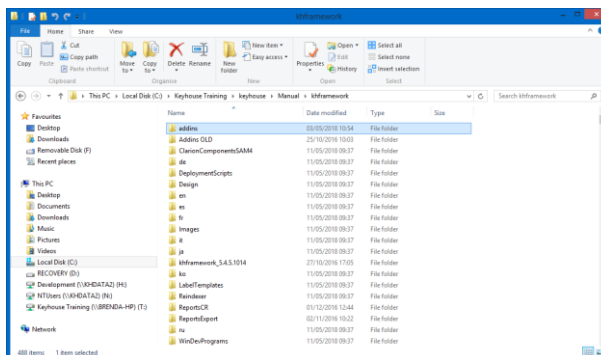 khframework
File Home Share View
Copy
Paste
Cut
Copy path
Paste shortcut
Clipboard
Move to
Copy to
Delete
Rename
Organise
New folder
New item
Easy access
New
Properties
Open
Edit
History
Open
Select all
Select none
Invert selection
Select
This PC Local Disk (C:) Keyhouse Training keyhouse Manual khframework
Search khframework
Favourites
Desktop
Downloads
Removable Disk (F)
Recent places
This PC
Desktop
Documents
Downloads
Music
Pictures
Videos
Local Disk (C:)
RECOVERY (D:)
Development (\\KHDATA2) (H:)
NTUsers (\\KHDATA2) (N:)
Keyhouse Training (\\BRENDA-HP) (T:)
Network
Name Date modified Type Size
addins 03/05/2018 10:54 File folder
Addins OLD 25/10/2016 10:03 File folder
ClarionComponentsSAM4 11/05/2018 09:37 File folder
de 11/05/2018 09:37 File folder
DeploymentScripts 11/05/2018 09:37 File folder
Design 11/05/2018 09:37 File folder
en 11/05/2018 09:37 File folder
es 11/05/2018 09:37 File folder
fr 11/05/2018 09:37 File folder
Images 11/05/2018 09:37 File folder
it 11/05/2018 09:37 File folder
ja 11/05/2018 09:37 File folder
khframework_5.4.5.1014 27/10/2016 17:05 File folder
ko 11/05/2018 09:37 File folder
LabelTemplates 11/05/2018 09:37 File folder
Reindexer 11/05/2018 09:37 File folder
ReportsCR 01/12/2016 12:44 File folder
ReportsExport 02/11/2016 10:22 File folder
ru 11/05/2018 09:37 File folder
WinDevPrograms 11/05/2018 09:37 File folder
488 items 1 item selected